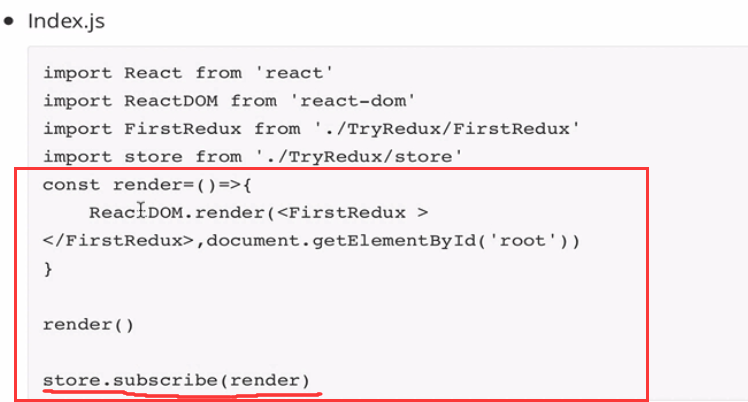 Index.js
import React from 'react'
import ReactDOM from 'react-dom'
import FirstRedux from './TryRedux/FirstRedux'
import store from './TryRedux/store'
const render=()=>{
    ReactDOM.render(<FirstRedux >
</FirstRedux>,document.getElementById('root'))
}
render()
store.subscribe(render)